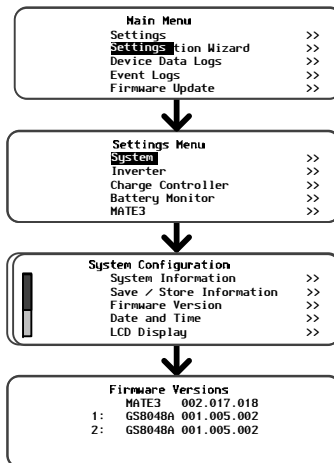 Main Menu
Settings >>
Settings tion Wizard >>
Device Data Logs >>
Event Logs >>
Firmware Update >>
Settings Menu
System >>
Inverter >>
Charge Controller >>
Battery Monitor >>
MATE3 >>
System Configuration
System Information >>
Save / Store Information >>
Firmware Version >>
Date and Time >>
LCD Display >>
Firmware Versions
MATE3 002.017.018
1: GS8048A 001.005.002
2: GS8048A 001.005.002